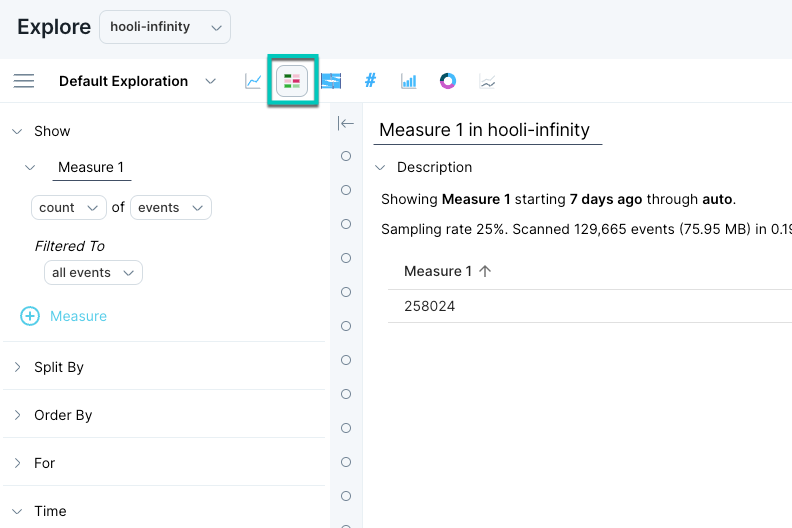 Explore hooli-infinity
Default Exploration #
Show
Measure 1
count of events
Filtered To
all events
Measure
Split By
Order By
For
Time
Measure 1 in hooli-infinity
Description
Showing Measure 1 starting 7 days ago through auto.
Sampling rate 25%. Scanned 129,665 events (75.95 MB) in 0.19
Measure 1
258024